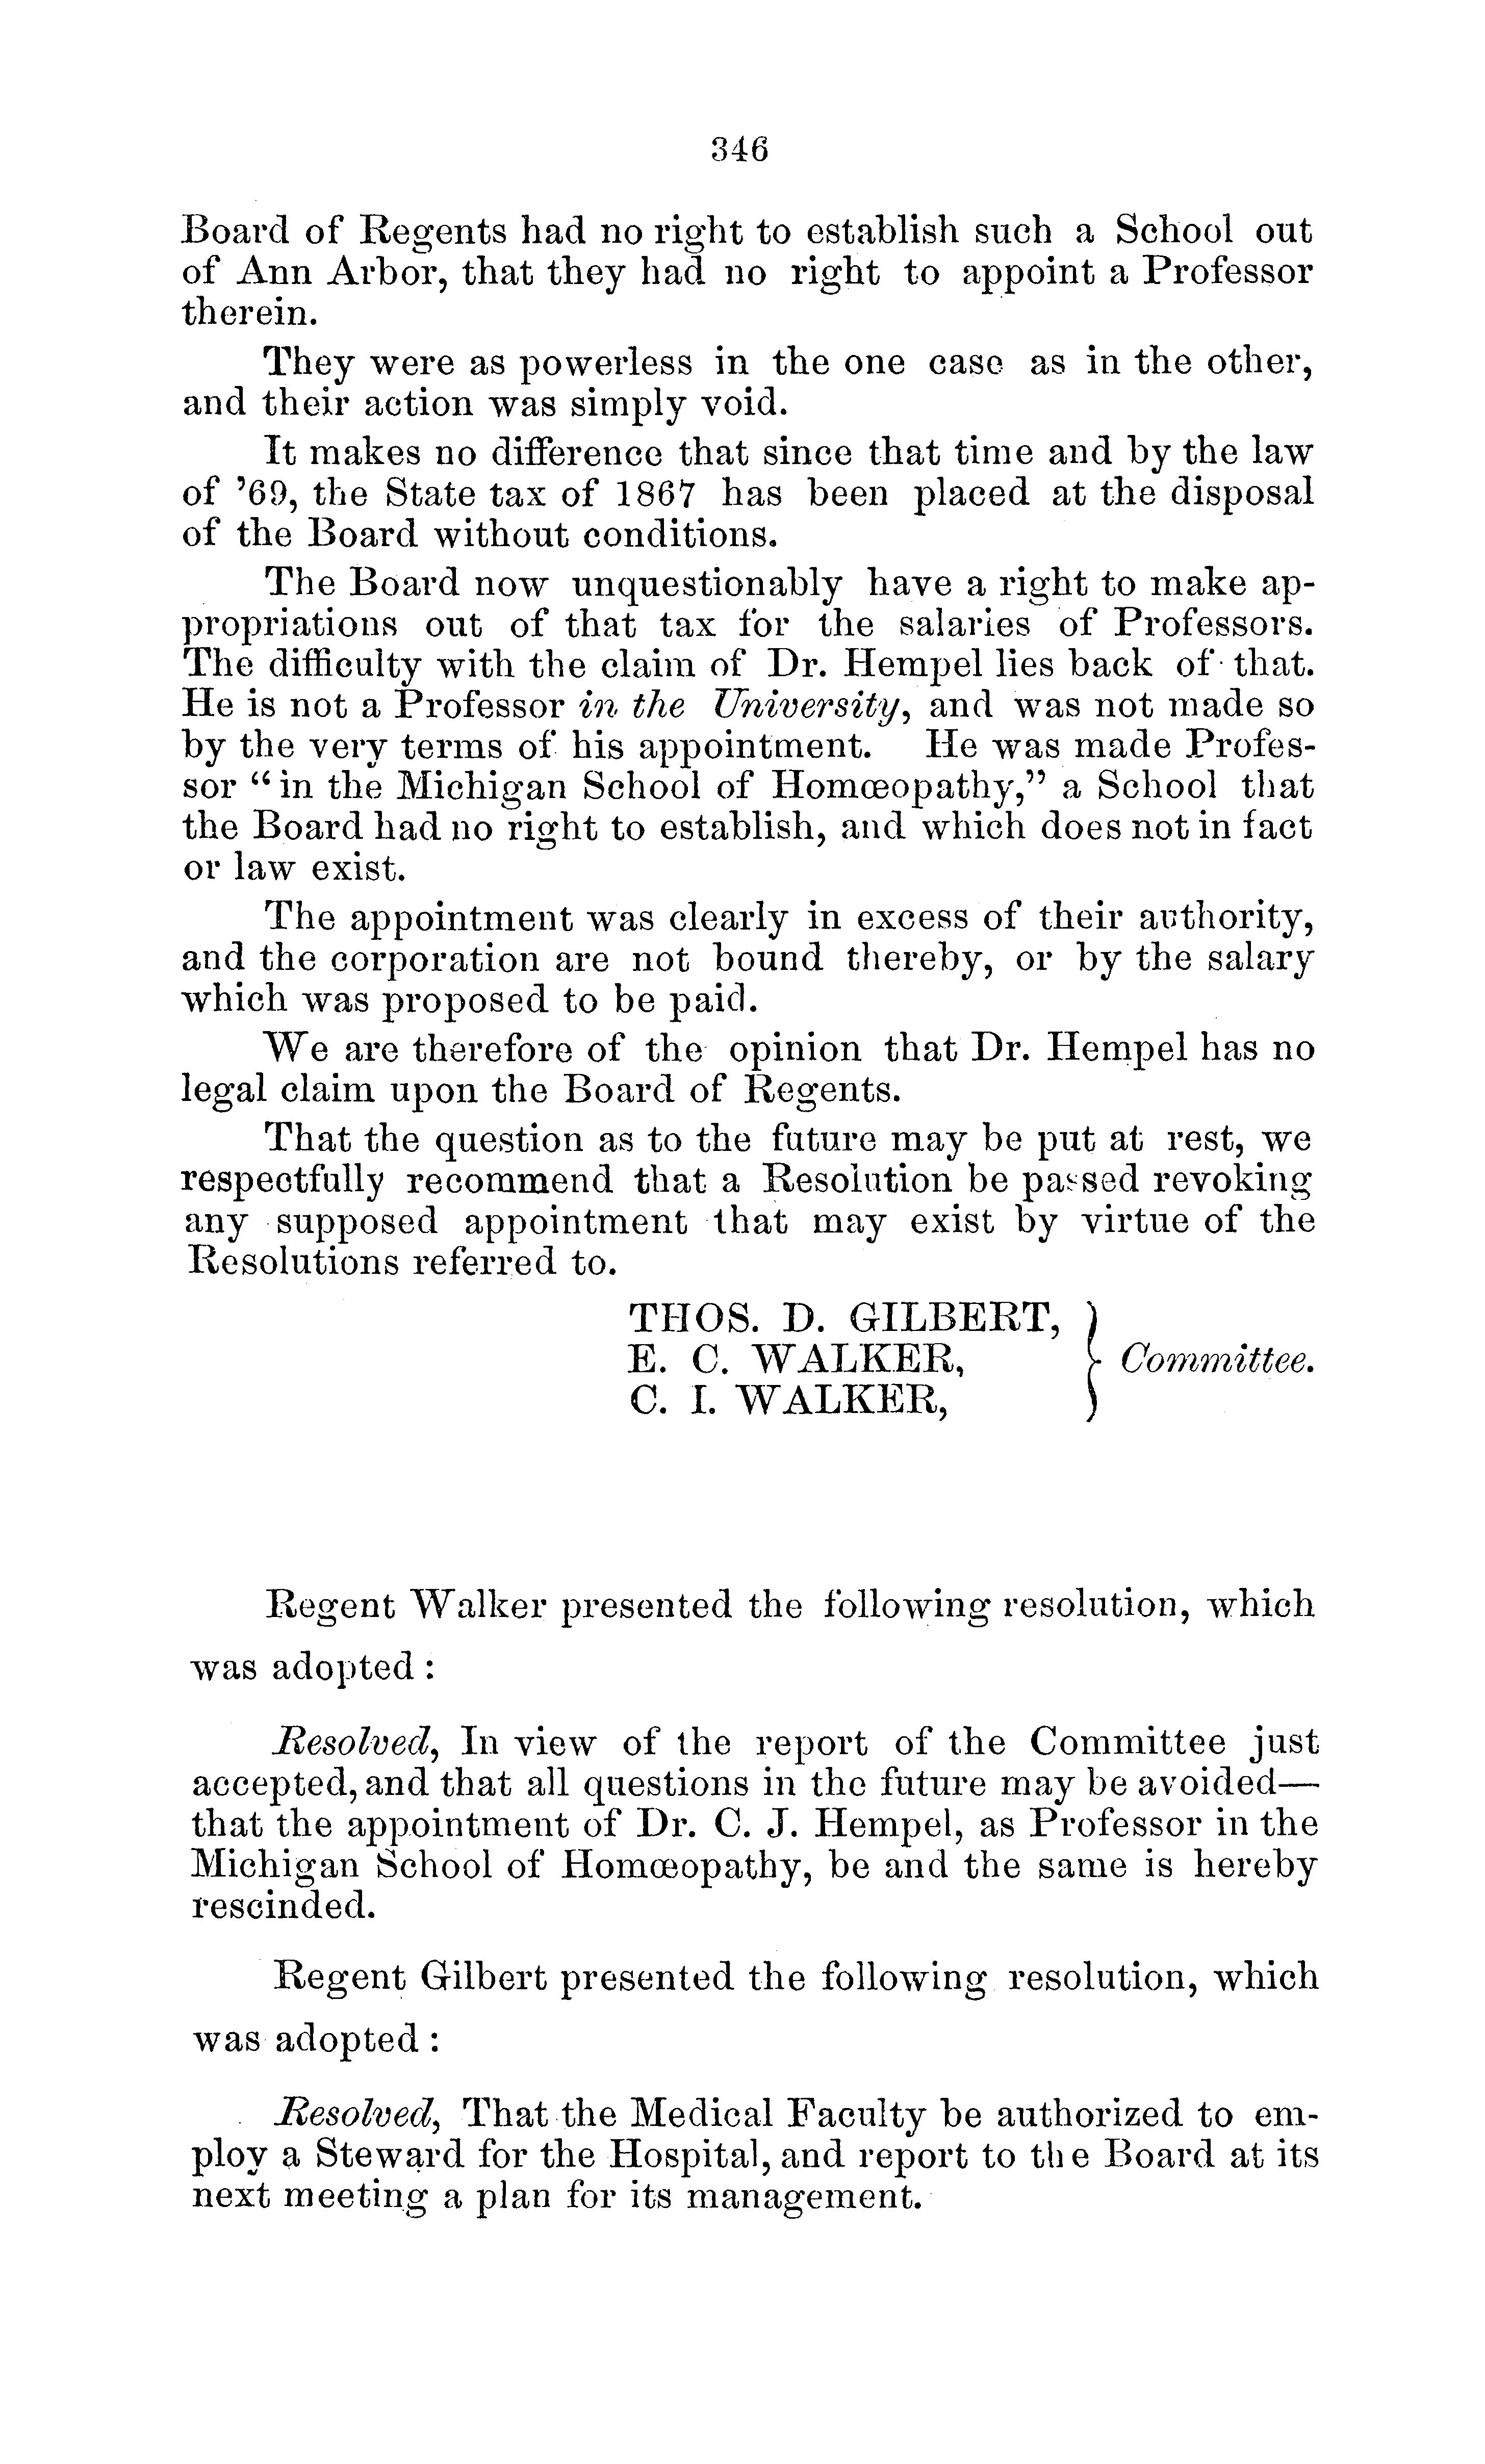 346
Board of Regents had no right to establish such a School out
of Ann Arbor, that they had no right to appoint a Professor
therein.
They were as powerless in the one case as in the other,
and their action was simply void.
It makes no difference that since that time and by the law
of ’69, the State tax of 1867 has been placed at the disposal
of the Board without conditions.
The Board now unquestionably have a right to make ap-
propriations out of that tax for the salaries of Professors.
The difficulty with the claim of Dr. Hempel lies back of that.
He is not a Professor in the University, and was not made so
by the very terms of his appointment. He was made Profes-
sor “in the Michigan School of Homœopathy,” a School that
the Board had no right to establish, and which does not in fact
or law exist.
The appointment was clearly in excess of their authority,
and the corporation are not bound thereby, or by the salary
which was proposed to be paid.
We are therefore of the opinion that Dr. Hempel has no
legal claim upon the Board of Regents.
That the question as to the future may be put at rest, we
respectfully recommend that a Resolution be passed revoking
any supposed appointment that may exist by virtue of the
Resolutions referred to.
THOS. D. GILBERT,
E. C. WALKER, } Committee.
C. I. WALKER,
Regent Walker presented the following resolution, which
was adopted :
Resolved, In view of the report of the Committee just
accepted, and that all questions in the future may be avoided—
that the appointment of Dr. C. J. Hempel, as Professor in the
Michigan School of Homœopathy, be and the same is hereby
rescinded.
Regent Gilbert presented the following resolution, which
was adopted :
Resolved, That the Medical Faculty be authorized to em-
ploy a Steward for the Hospital, and report to the Board at its
next meeting a plan for its management.